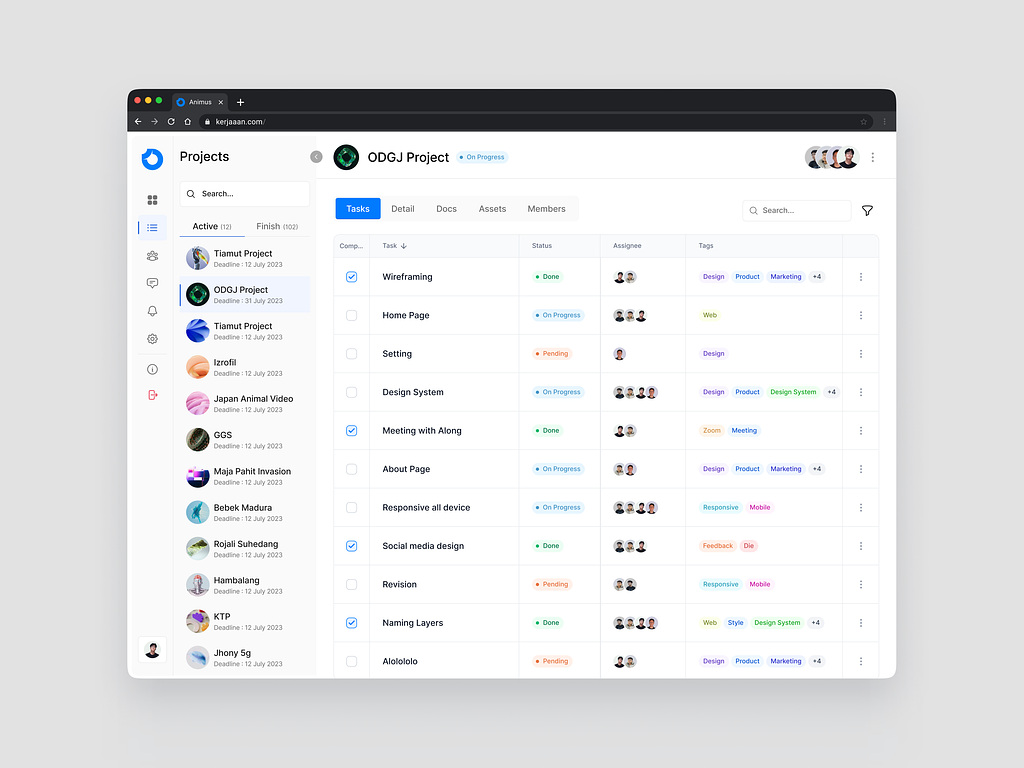 Animus
kerjaaan.com/
Projects
Search...
Active (12)
Finish (102)
Tiamut Project
Deadline : 12 July 2023
ODGJ Project
Deadline : 31 July 2023
Tiamut Project
Deadline : 12 July 2023
Izrofil
Deadline : 12 July 2023
Japan Animal Video
Deadline : 12 July 2023
GGS
Deadline : 12 July 2023
Maja Pahit Invasion
Deadline : 12 July 2023
Bebek Madura
Deadline : 12 July 2023
Rojali Suhedang
Deadline : 12 July 2023
Hambalang
Deadline : 12 July 2023
KTP
Deadline : 12 July 2023
Jhony 5g
Deadline : 12 July 2023
ODGJ Project
On Progress
Tasks Detail Docs Assets Members
Search...
Comp... Task Status Assignee Tags
Wireframing Done Design Product Marketing +4
Home Page On Progress Web
Setting Pending Design
Design System On Progress Design Product Design System +4
Meeting with Along Done Zoom Meeting
About Page On Progress Design Product Marketing +4
Responsive all device On Progress Responsive Mobile
Social media design Done Feedback Die
Revision Pending Responsive Mobile
Naming Layers Done Web Style Design System +4
Alolololo Pending Design Product Marketing +4